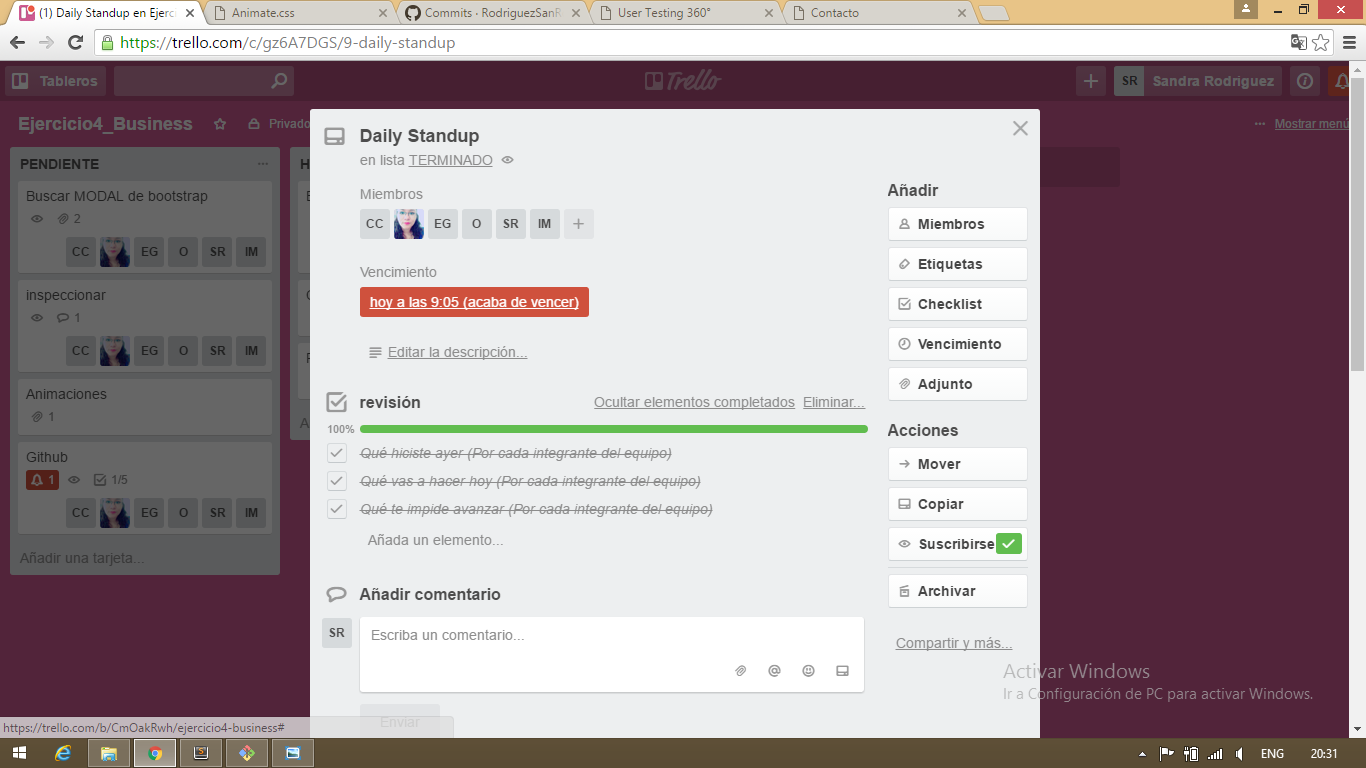 (1) Daily Standup en Ejerci
Animate.css
Commits · RodriguezSanR
User Testing 360°
Contacto
https://trello.com/c/gz6A7DGS/9-daily-standup
Tableros
Trello
SR Sandra Rodriguez
Ejercicio4_Business
Privado
Mostrar menú
PENDIENTE
Buscar MODAL de bootstrap
2
CC EG O SR IM
inspeccionar
1
CC EG O SR IM
Animaciones
1
Github
1 1/5
CC EG O SR IM
Añadir una tarjeta...
Daily Standup
en lista TERMINADO
Miembros
CC EG O SR IM +
Vencimiento
hoy a las 9:05 (acaba de vencer)
Editar la descripción...
revisión
Ocultar elementos completados Eliminar...
100%
Qué hiciste ayer (Por cada integrante del equipo)
Qué vas a hacer hoy (Por cada integrante del equipo)
Qué te impide avanzar (Por cada integrante del equipo)
Añada un elemento...
Añadir comentario
SR
Escriba un comentario...
Enviar
Añadir
Miembros
Etiquetas
Checklist
Vencimiento
Adjunto
Acciones
Mover
Copiar
Suscribirse
Archivar
Compartir y más...
Activar Windows
Ir a Configuración de PC para activar Windows.
https://trello.com/b/CmOakRwh/ejercicio4-business#
ENG
20:31